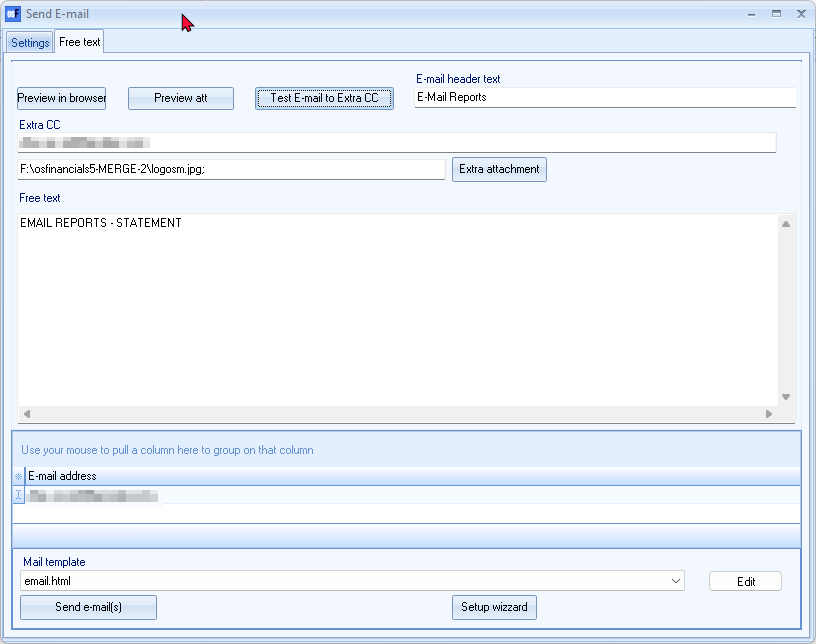 Send E-mail
Settings
Free text
E-mail header text
Preview in browser
Preview att
Test E-mail to Extra CC
E-Mail Reports
Extra CC
F:\osfinancials5-MERGE-2\logosm.jpg;
Extra attachment
Free text
EMAIL REPORTS - STATEMENT
Use your mouse to pull a column here to group on that column
E-mail address
Mail template
email.html
Edit
Send e-mail(s)
Setup wizzard